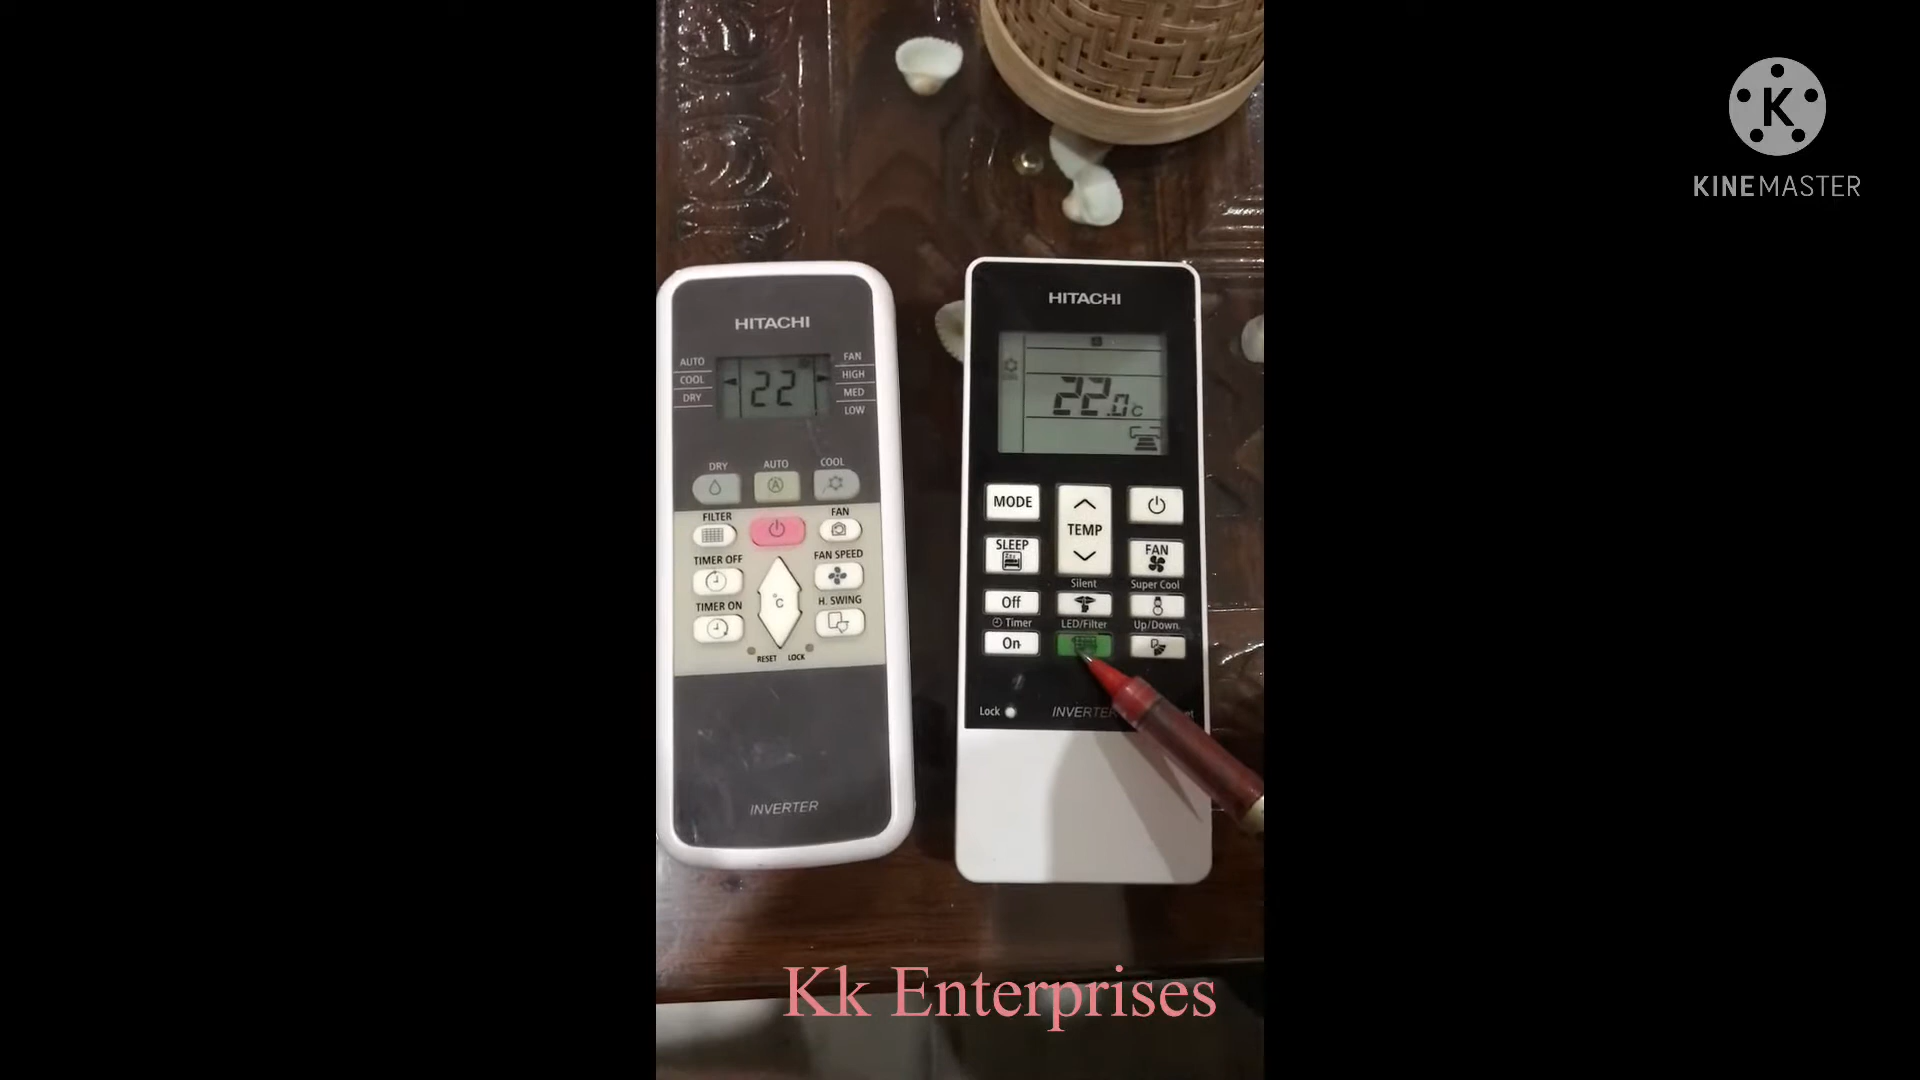 KINEMASTER
HITACHI
AUTO
COOL
DRY
22
FAN
HIGH
MED
LOW
DRY AUTO COOL
FILTER FAN
TIMER OFF FAN SPEED
TIMER ON °C H. SWING
RESET LOCK
INVERTER
HITACHI
22.0°C
MODE
TEMP
SLEEP FAN
Silent Super Cool
Off
Timer LED/Filter Up/Down
On
Lock INVERTER
Kk Enterprises